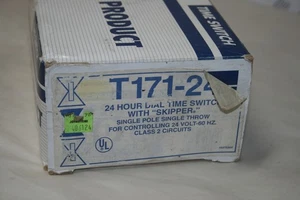 TIME SWITCH
PRODUCT
T171-24
24 HOUR DIAL TIME SWITCH
WITH "SKIPPER."
SINGLE POLE SINGLE THROW
FOR CONTROLLING 24 VOLT-60 HZ.
CLASS 2 CIRCUITS
UL